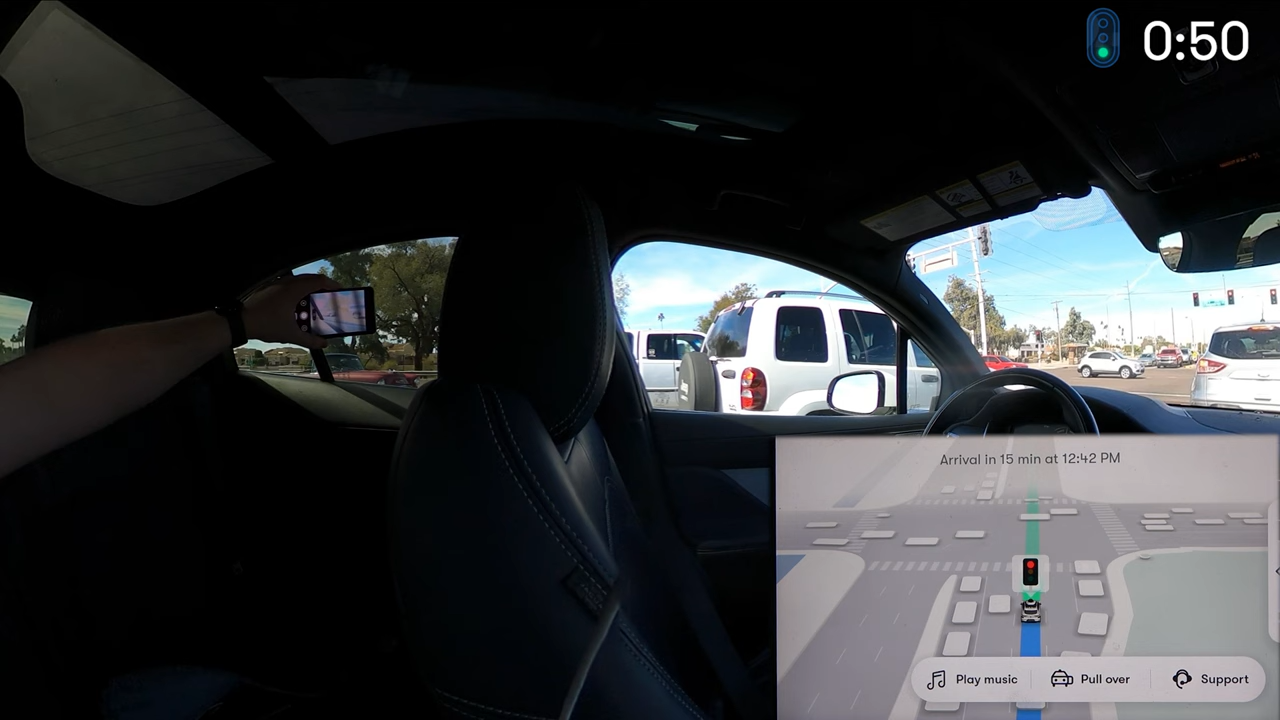 0:50
Arrival in 15 min at 12:42 PM
Play music
Pull over
Support